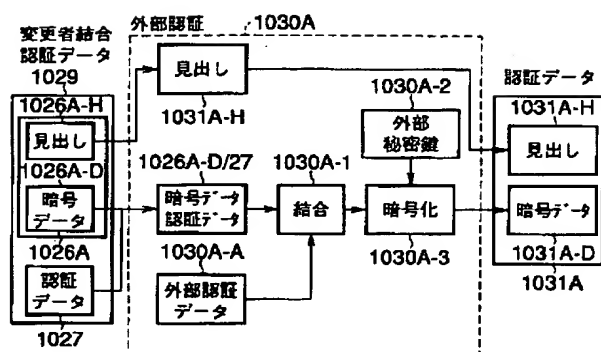 変更者結合
認証データ
1029
1026A-H
見出し
1026A-D
暗号
データ
1026A
認証
データ
1027
外部認証
1030A
見出し
1031A-H
1026A-D/27
暗号データ
認証データ
1030A-A
外部認証
データ
1030A-1
結合
1030A-2
外部
秘密鍵
暗号化
1030A-3
認証データ
1031A-H
見出し
暗号データ
1031A-D
1031A